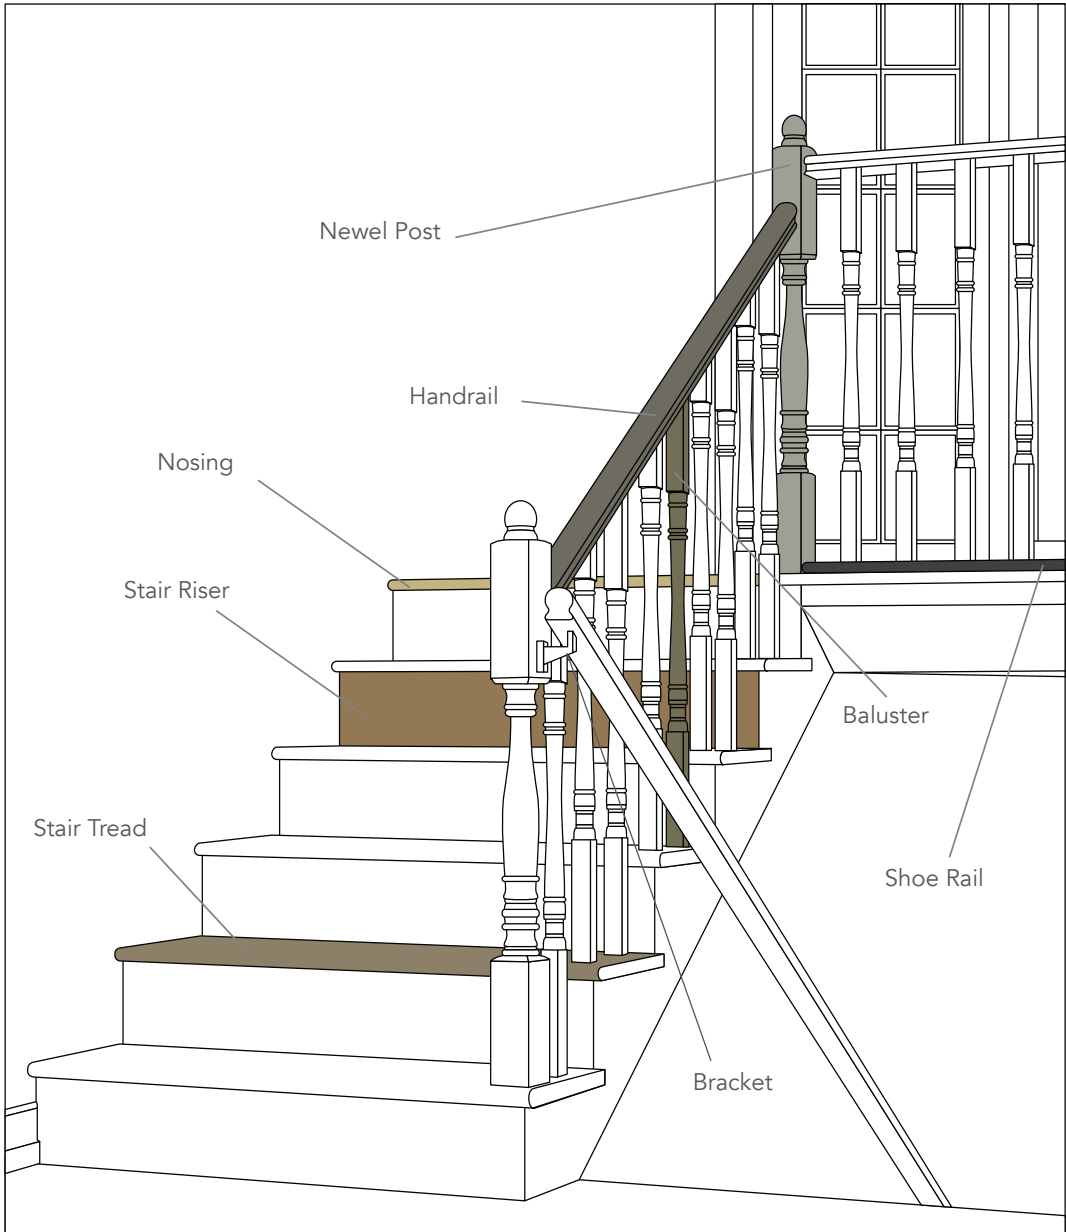 Newel Post
Handrail
Nosing
Stair Riser
Baluster
Stair Tread
Shoe Rail
Bracket